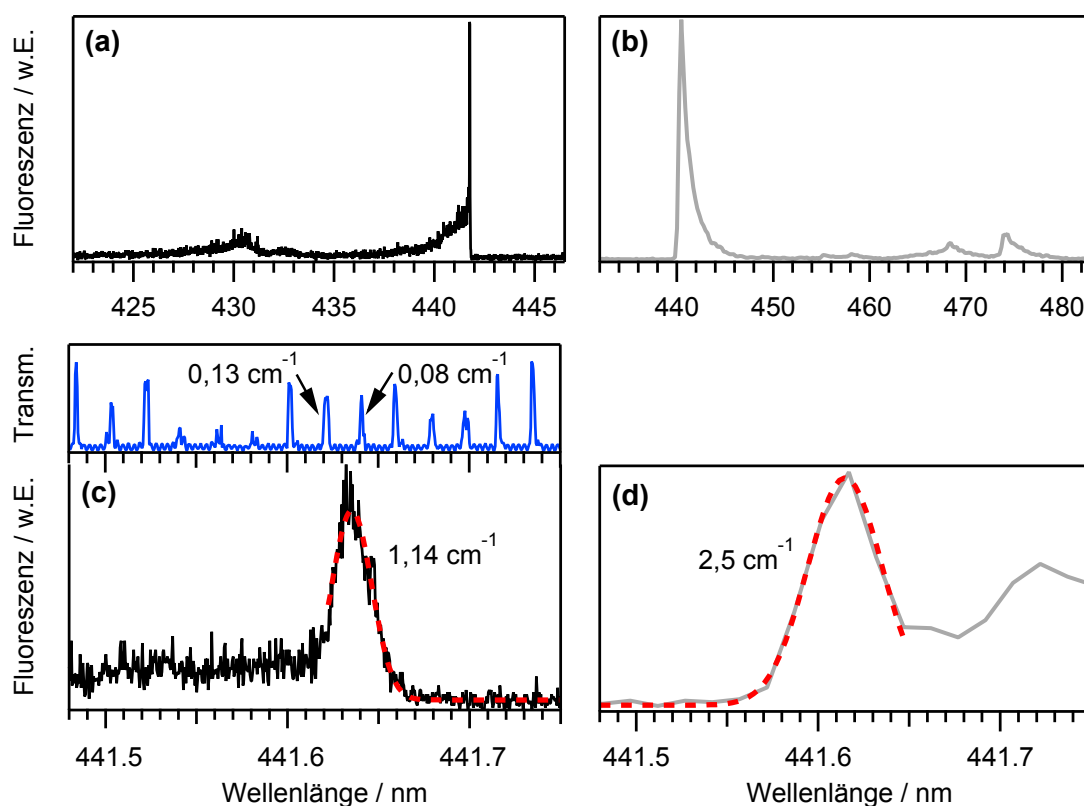 (a)
(b)
Fluoreszenz / w.E.
425 430 435 440 445
440 450 460 470 480
Transm.
0,13 cm⁻¹
0,08 cm⁻¹
(c)
(d)
Fluoreszenz / w.E.
1,14 cm⁻¹
2,5 cm⁻¹
441.5 441.6 441.7
441.5 441.6 441.7
Wellenlänge / nm
Wellenlänge / nm